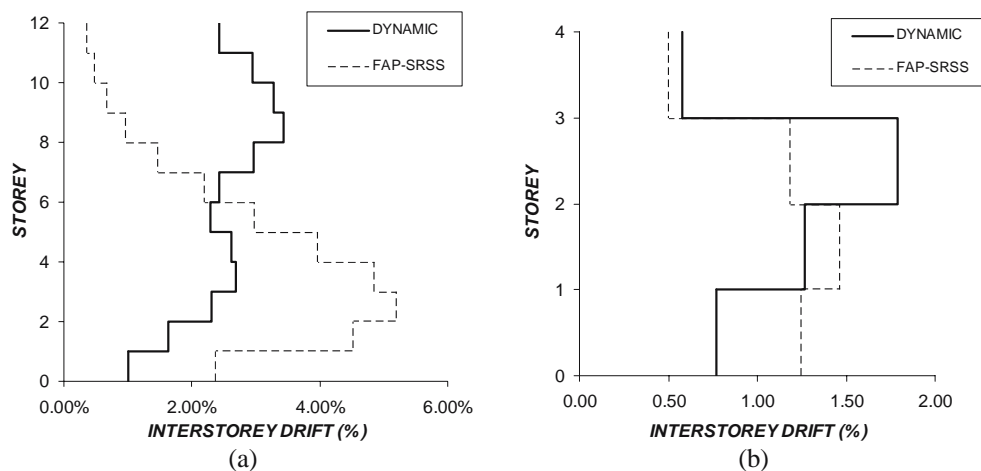 12
10
8
6
4
2
0
STOREY
0.00%
2.00%
4.00%
6.00%
INTERSTOREY DRIFT (%)
DYNAMIC
FAP-SRSS
(a)
4
3
2
1
0
STOREY
0.00
0.50
1.00
1.50
2.00
INTERSTOREY DRIFT (%)
DYNAMIC
FAP-SRSS
(b)